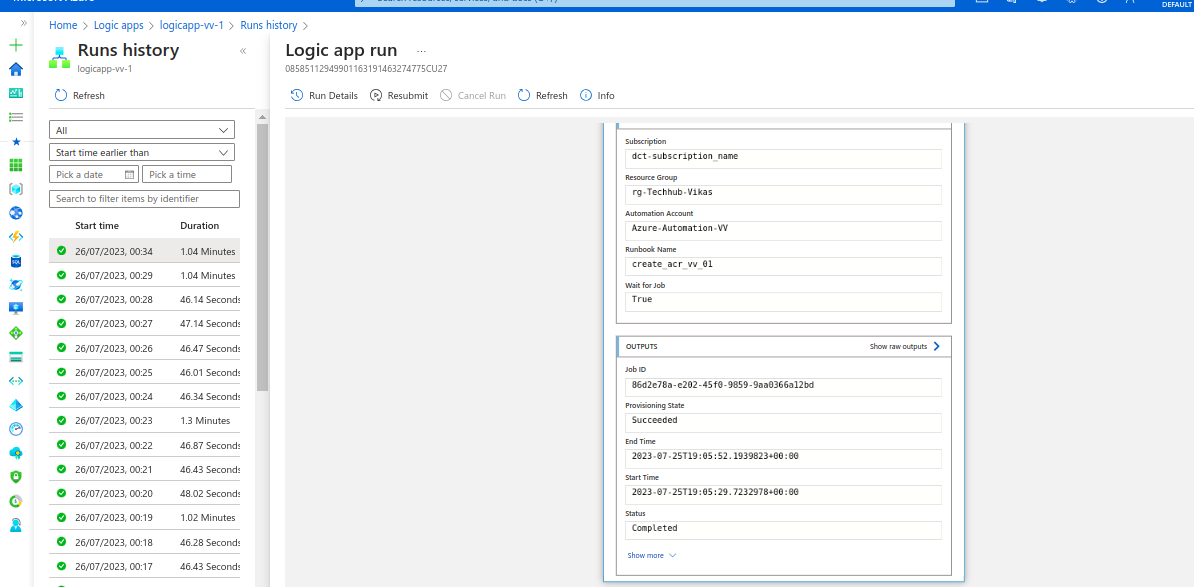 DEFAULT
Home > Logic apps > logicapp-vv-1 > Runs history >
Runs history
logicapp-vv-1
Refresh
All
Start time earlier than
Pick a date
Pick a time
Search to filter items by identifier
Start time Duration
26/07/2023, 00:34 1.04 Minutes
26/07/2023, 00:29 1.04 Minutes
26/07/2023, 00:28 46.14 Seconds
26/07/2023, 00:27 47.14 Seconds
26/07/2023, 00:26 46.47 Seconds
26/07/2023, 00:25 46.01 Seconds
26/07/2023, 00:24 46.34 Seconds
26/07/2023, 00:23 1.3 Minutes
26/07/2023, 00:22 46.87 Seconds
26/07/2023, 00:21 46.43 Seconds
26/07/2023, 00:20 48.02 Seconds
26/07/2023, 00:19 1.02 Minutes
26/07/2023, 00:18 46.28 Seconds
26/07/2023, 00:17 46.43 Seconds
Logic app run ...
08585112949901163191463274775CU27
Run Details Resubmit Cancel Run Refresh Info
Subscription
dct-subscription_name
Resource Group
rg-Techhub-Vikas
Automation Account
Azure-Automation-VV
Runbook Name
create_acr_vv_01
Wait for Job
True
OUTPUTS Show raw outputs
Job ID
86d2e78a-e202-45f0-9859-9aa0366a12bd
Provisioning State
Succeeded
End Time
2023-07-25T19:05:52.1939823+00:00
Start Time
2023-07-25T19:05:29.7232978+00:00
Status
Completed
Show more